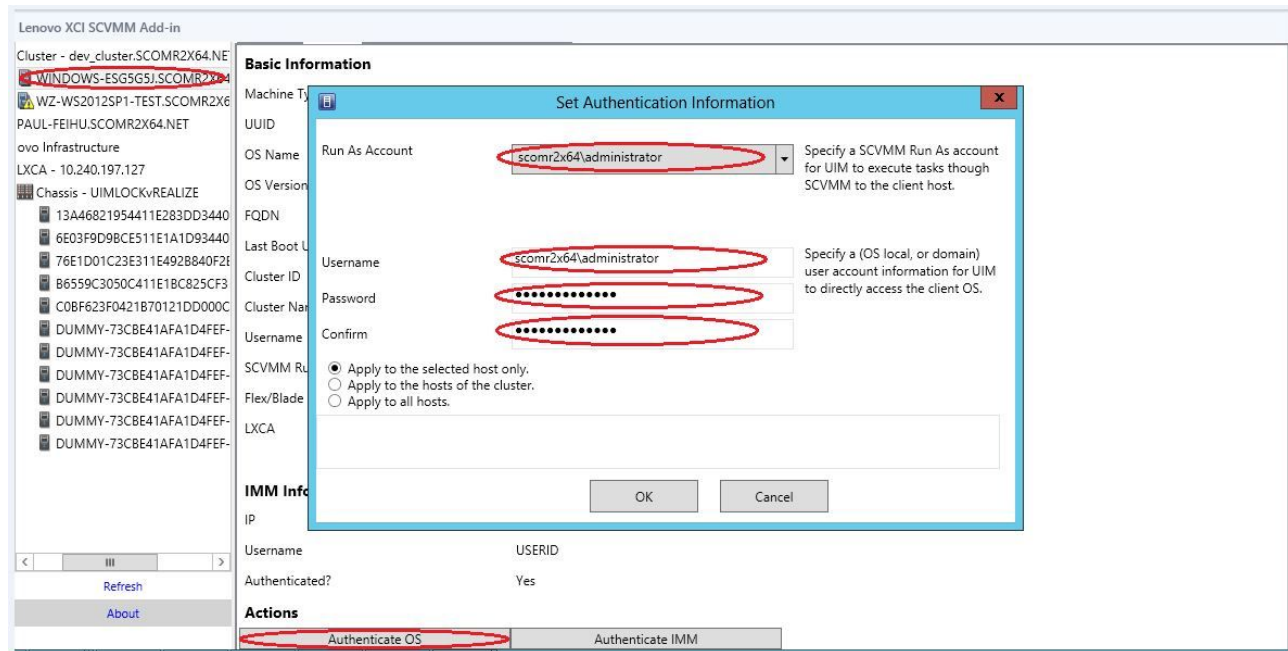 Lenovo XCI SCVMM Add-in
Cluster - dev_cluster.SCOMR2X64.NE
WINDOWS-ESG5G5J.SCOMR2X64
WZ-WS2012SP1-TEST.SCOMR2X6
PAUL-FEIHU.SCOMR2X64.NET
ovo Infrastructure
LXCA - 10.240.197.127
Chassis - UIMLOCKvREALIZE
13A46821954411E283DD3440
6E03F9D9BCE511E1A1D93440
76E1D01C23E311E492B840F2E
B6559C3050C411E1BC825CF3
C0BF623F0421B70121DD000C
DUMMY-73CBE41AFA1D4FEF-
DUMMY-73CBE41AFA1D4FEF-
DUMMY-73CBE41AFA1D4FEF-
DUMMY-73CBE41AFA1D4FEF-
DUMMY-73CBE41AFA1D4FEF-
DUMMY-73CBE41AFA1D4FEF-
Refresh
About
Basic Information
Machine Ty
UUID
OS Name
OS Version
FQDN
Last Boot U
Cluster ID
Cluster Nar
Username
SCVMM Ru
Flex/Blade
LXCA
IMM Info
IP
Username USERID
Authenticated? Yes
Actions
Authenticate OS Authenticate IMM
Set Authentication Information
x
Run As Account scomr2x64\administrator
Specify a SCVMM Run As account
for UIM to execute tasks though
SCVMM to the client host.
Username scomr2x64\administrator
Password •••••••••••••
Confirm •••••••••••••
Specify a (OS local, or domain)
user account information for UIM
to directly access the client OS.
Apply to the selected host only.
Apply to the hosts of the cluster.
Apply to all hosts.
OK Cancel